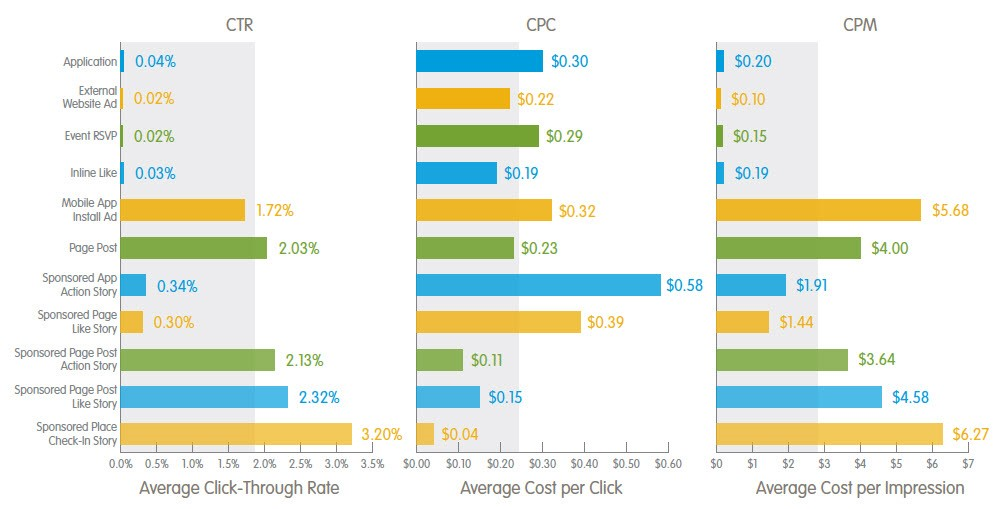 CTR CPC CPM
Application 0.04% $0.30 $0.20
External
Website Ad 0.02% $0.22 $0.10
Event RSVP 0.02% $0.29 $0.15
Inline Like 0.03% $0.19 $0.19
Mobile App
Install Ad 1.72% $0.32 $5.68
Page Post 2.03% $0.23 $4.00
Sponsored App
Action Story 0.34% $0.58 $1.91
Sponsored Page
Like Story 0.30% $0.39 $1.44
Sponsored Page Post
Action Story 2.13% $0.11 $3.64
Sponsored Page Post
Like Story 2.32% $0.15 $4.58
Sponsored Place
Check-In Story 3.20% $0.04 $6.27
0.0% 0.5% 1.0% 1.5% 2.0% 2.5% 3.0% 3.5% $0.00 $0.10 $0.20 $0.30 $0.40 $0.50 $0.60 $0 $1 $2 $3 $4 $5 $6 $7
Average Click-Through Rate Average Cost per Click Average Cost per Impression